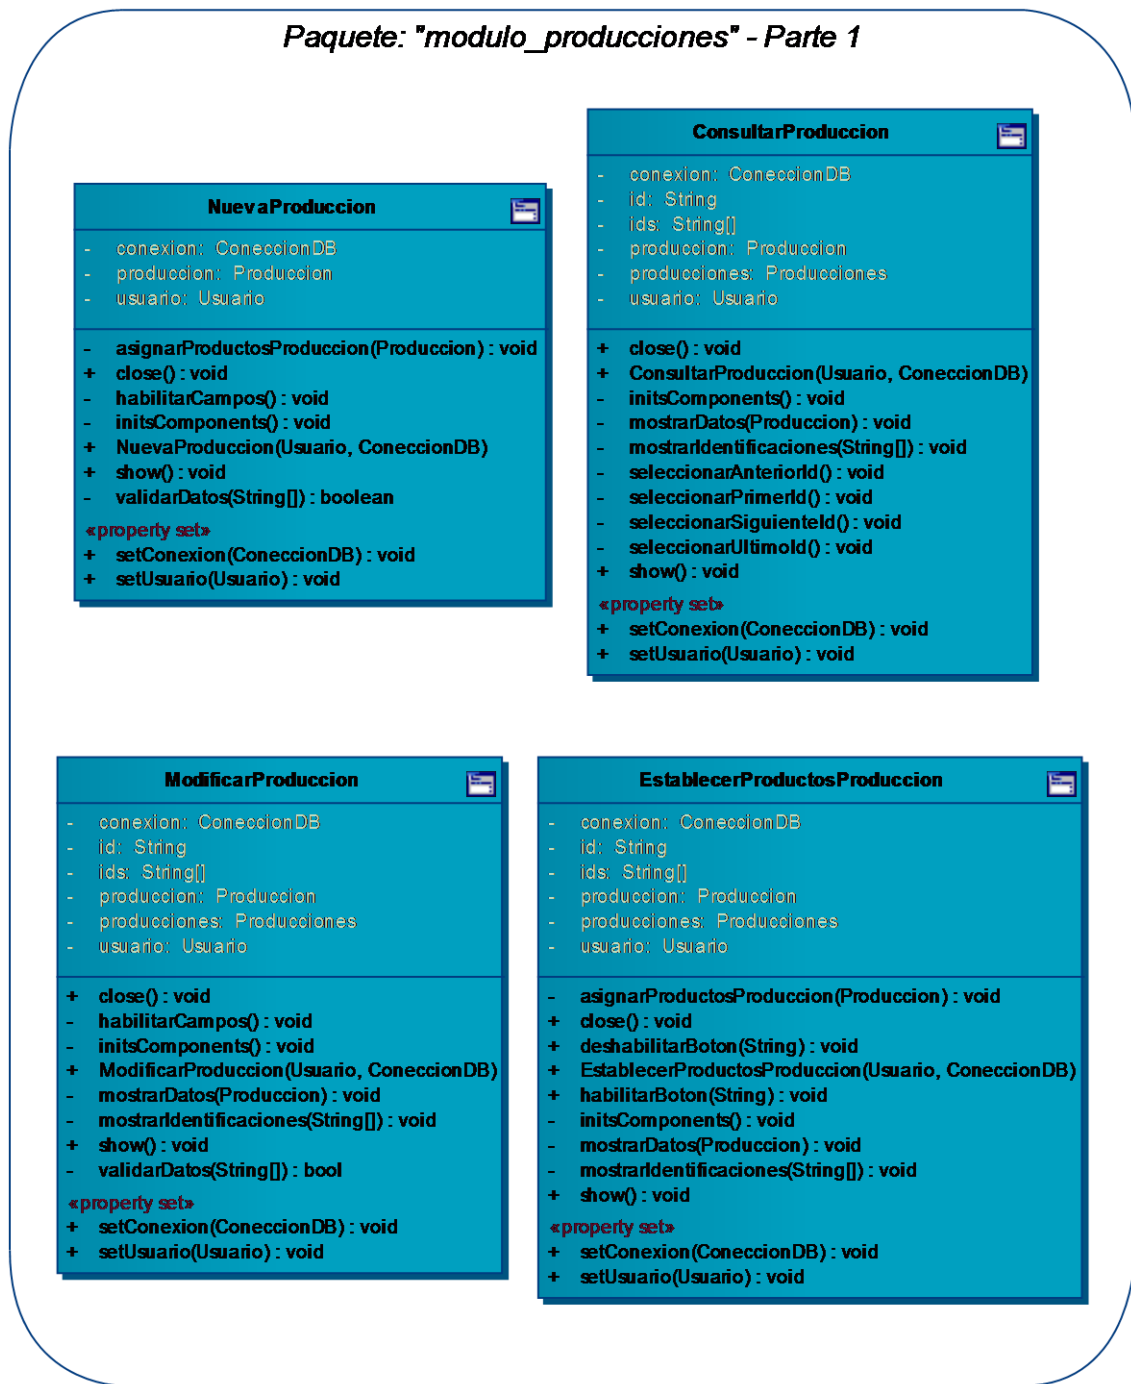 Paquete: "modulo_producciones" - Parte 1
NuevaProduccion
- conexion: ConeccionDB
- produccion: Produccion
- usuario: Usuario
- asignarProductosProduccion(Produccion) : void
+ close() : void
- habilitarCampos() : void
- initsComponents() : void
+ NuevaProduccion(Usuario, ConeccionDB)
+ show() : void
- validarDatos(String[]) : boolean
«property set»
+ setConexion(ConeccionDB) : void
+ setUsuario(Usuario) : void
ConsultarProduccion
- conexion: ConeccionDB
- id: String
- ids: String[]
- produccion: Produccion
- producciones: Producciones
- usuario: Usuario
+ close() : void
+ ConsultarProduccion(Usuario, ConeccionDB)
- initsComponents() : void
- mostrarDatos(Produccion) : void
- mostrarIdentificaciones(String[]) : void
- seleccionarAnteriorId() : void
- seleccionarPrimerId() : void
- seleccionarSiguienteId() : void
- seleccionarUltimoId() : void
+ show() : void
«property set»
+ setConexion(ConeccionDB) : void
+ setUsuario(Usuario) : void
ModificarProduccion
- conexion: ConeccionDB
- id: String
- ids: String[]
- produccion: Produccion
- producciones: Producciones
- usuario: Usuario
+ close() : void
- habilitarCampos() : void
- initsComponents() : void
+ ModificarProduccion(Usuario, ConeccionDB)
- mostrarDatos(Produccion) : void
- mostrarIdentificaciones(String[]) : void
+ show() : void
- validarDatos(String[]) : bool
«property set»
+ setConexion(ConeccionDB) : void
+ setUsuario(Usuario) : void
EstablecerProductosProduccion
- conexion: ConeccionDB
- id: String
- ids: String[]
- produccion: Produccion
- producciones: Producciones
- usuario: Usuario
- asignarProductosProduccion(Produccion) : void
+ close() : void
+ deshabilitarBoton(String) : void
+ EstablecerProductosProduccion(Usuario, ConeccionDB)
+ habilitarBoton(String) : void
- initsComponents() : void
- mostrarDatos(Produccion) : void
- mostrarIdentificaciones(String[]) : void
+ show() : void
«property set»
+ setConexion(ConeccionDB) : void
+ setUsuario(Usuario) : void